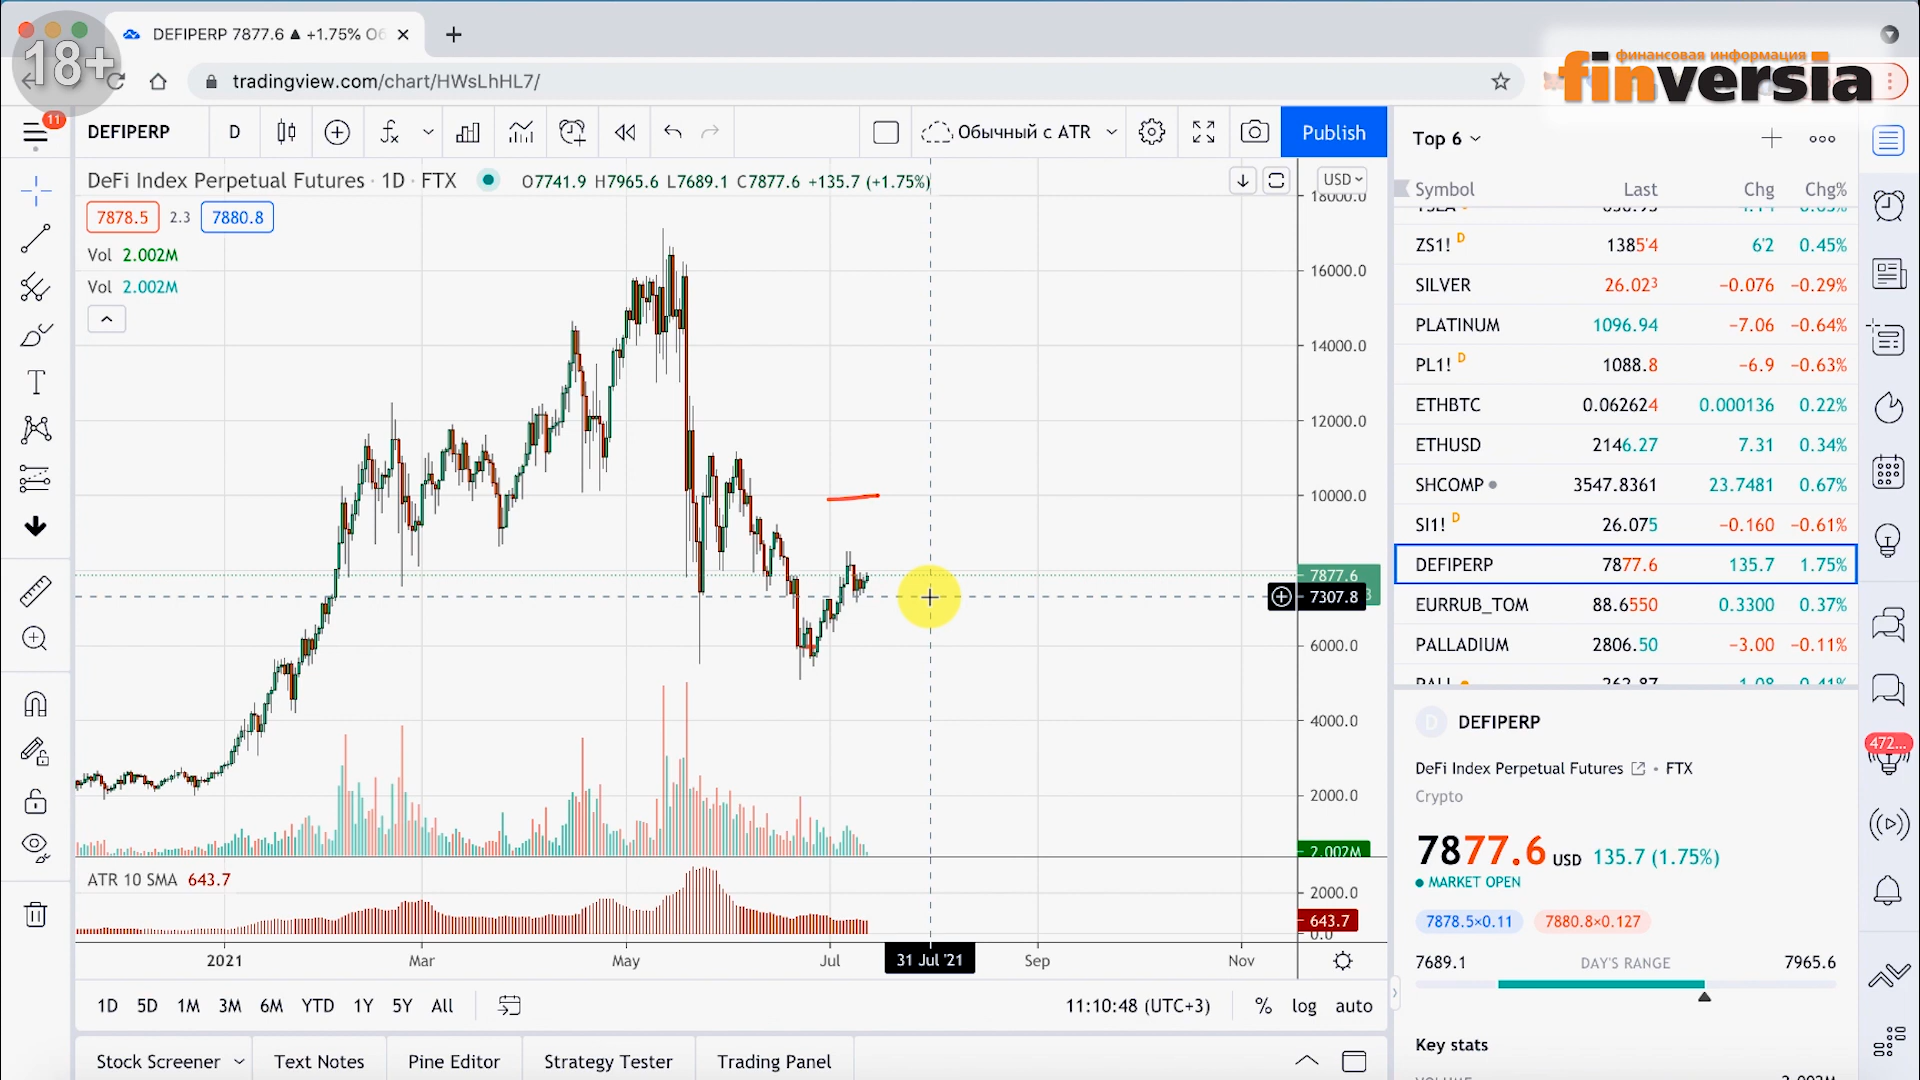 DEFIPERP 7877.6 ▲ +1.75% Об
18+
tradingview.com/chart/HWsLhHL7/
финансовая информация
finversia
11
DEFIPERP D Обычный с ATR Publish
DeFi Index Perpetual Futures · 1D · FTX O7741.9 H7965.6 L7689.1 C7877.6 +135.7 (+1.75%)
7878.5 2.3 7880.8
Vol 2.002M
Vol 2.002M
USD
18000.0
16000.0
14000.0
12000.0
10000.0
7877.6
7307.8
6000.0
4000.0
2000.0
2.002M
ATR 10 SMA 643.7
2000.0
643.7
0.0
2021 Mar May Jul 31 Jul '21 Sep Nov
1D 5D 1M 3M 6M YTD 1Y 5Y All 11:10:48 (UTC+3) % log auto
Stock Screener Text Notes Pine Editor Strategy Tester Trading Panel
Top 6
Symbol Last Chg Chg%
ZS1! D 1385'4 6'2 0.45%
SILVER 26.023 −0.076 −0.29%
PLATINUM 1096.94 −7.06 −0.64%
PL1! D 1088.8 −6.9 −0.63%
ETHBTC 0.062624 0.000136 0.22%
ETHUSD 2146.27 7.31 0.34%
SHCOMP 3547.8361 23.7481 0.67%
SI1! D 26.075 −0.160 −0.61%
DEFIPERP 7877.6 135.7 1.75%
EURRUB_TOM 88.6550 0.3300 0.37%
PALLADIUM 2806.50 −3.00 −0.11%
D DEFIPERP
DeFi Index Perpetual Futures • FTX
Crypto
7877.6 USD 135.7 (1.75%)
MARKET OPEN
7878.5×0.11 7880.8×0.127
7689.1 DAY'S RANGE 7965.6
Key stats
472...